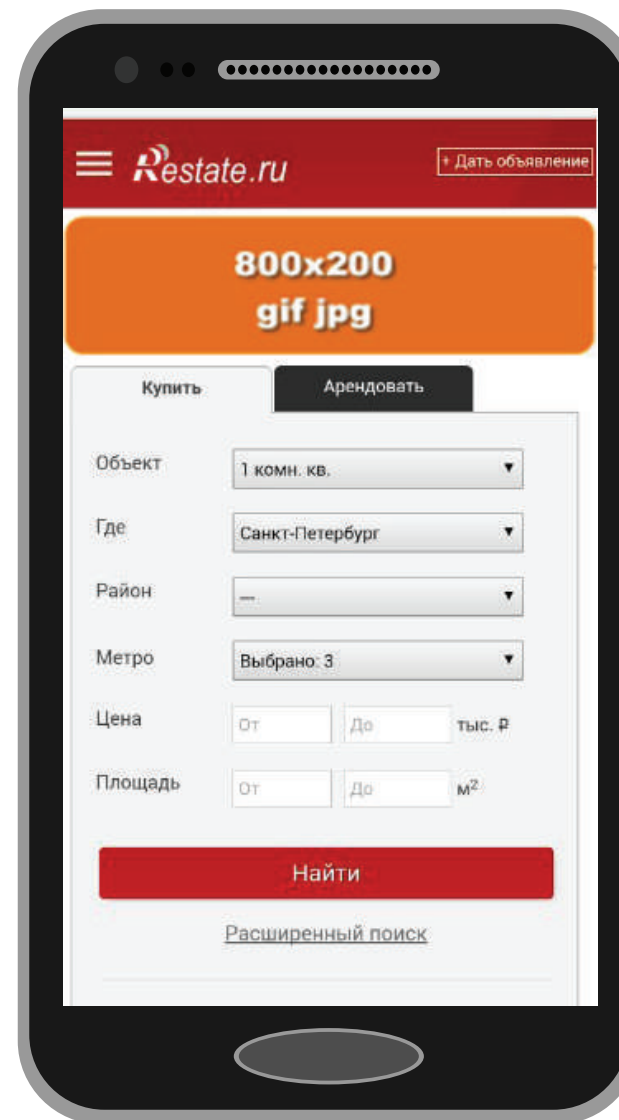 Restate.ru
+ Дать объявление
800x200
gif jpg
Купить Арендовать
Объект 1 комн. кв.
Где Санкт-Петербург
Район —
Метро Выбрано: 3
Цена От До тыс. ₽
Площадь От До м²
Найти
Расширенный поиск